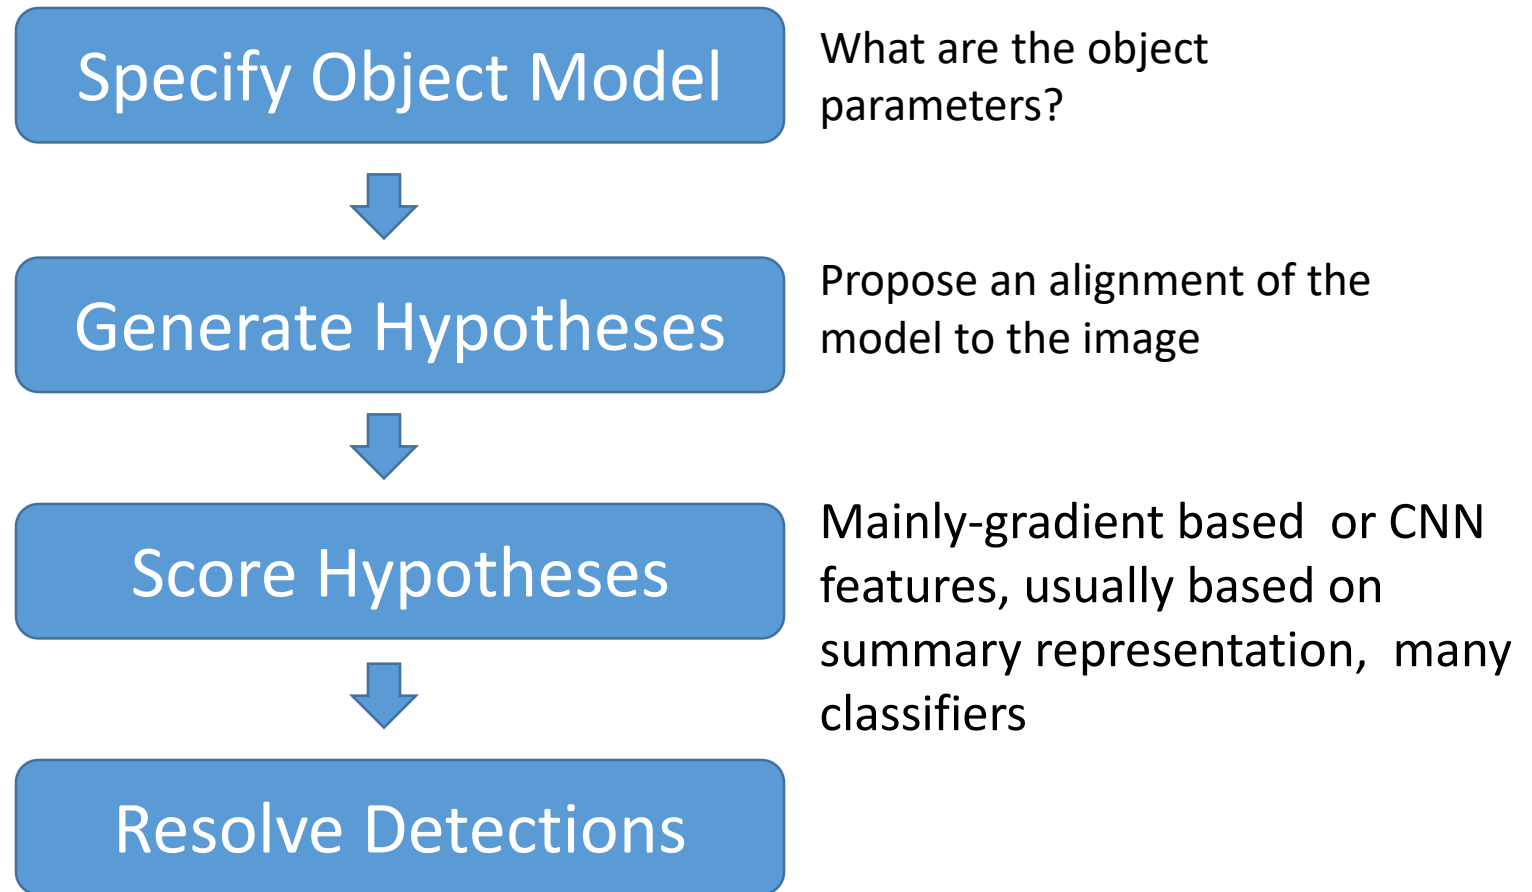 Specify Object Model
What are the object
parameters?
Generate Hypotheses
Propose an alignment of the
model to the image
Score Hypotheses
Mainly-gradient based  or CNN
features, usually based on
summary representation,  many
classifiers
Resolve Detections